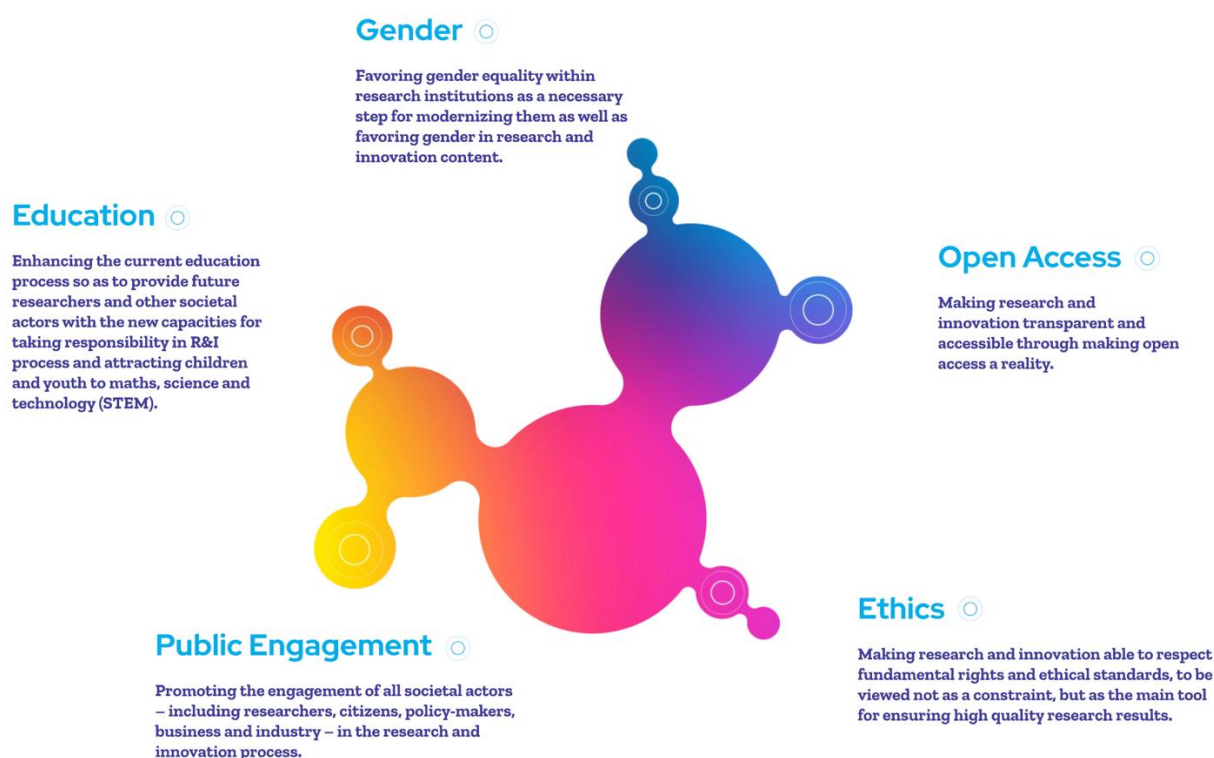 Gender
Favoring gender equality within
research institutions as a necessary
step for modernizing them as well as
favoring gender in research and
innovation content.
Education
Enhancing the current education
process so as to provide future
researchers and other societal
actors with the new capacities for
taking responsibility in R&I
process and attracting children
and youth to maths, science and
technology (STEM).
Open Access
Making research and
innovation transparent and
accessible through making open
access a reality.
Ethics
Making research and innovation able to respect
fundamental rights and ethical standards, to be
viewed not as a constraint, but as the main tool
for ensuring high quality research results.
Public Engagement
Promoting the engagement of all societal actors
– including researchers, citizens, policy-makers,
business and industry – in the research and
innovation process.